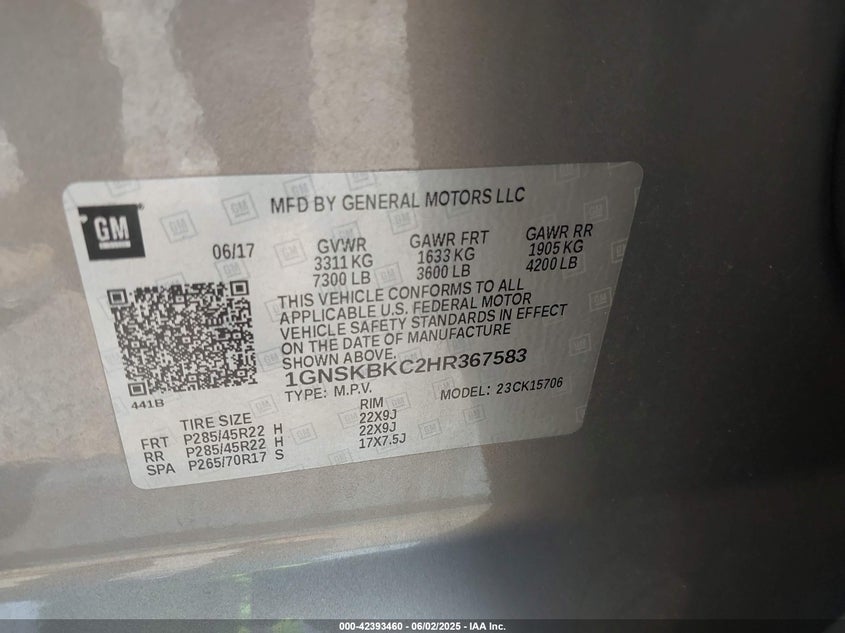 GM
MFD BY GENERAL MOTORS LLC
06/17
GVWR
3311 KG
7300 LB
GAWR FRT
1633 KG
3600 LB
GAWR RR
1905 KG
4200 LB
THIS VEHICLE CONFORMS TO ALL
APPLICABLE U.S. FEDERAL MOTOR
VEHICLE SAFETY STANDARDS IN EFFECT
ON THE DATE OF MANUFACTURE
SHOWN ABOVE.
1GNSKBKC2HR367583
TYPE: M.P.V. MODEL: 23CK15706
441B
TIRE SIZE RIM
FRT P285/45R22 H 22X9J
RR P285/45R22 H 22X9J
SPA P265/70R17 S 17X7.5J
000-42393460 - 06/02/2025 - IAA Inc.